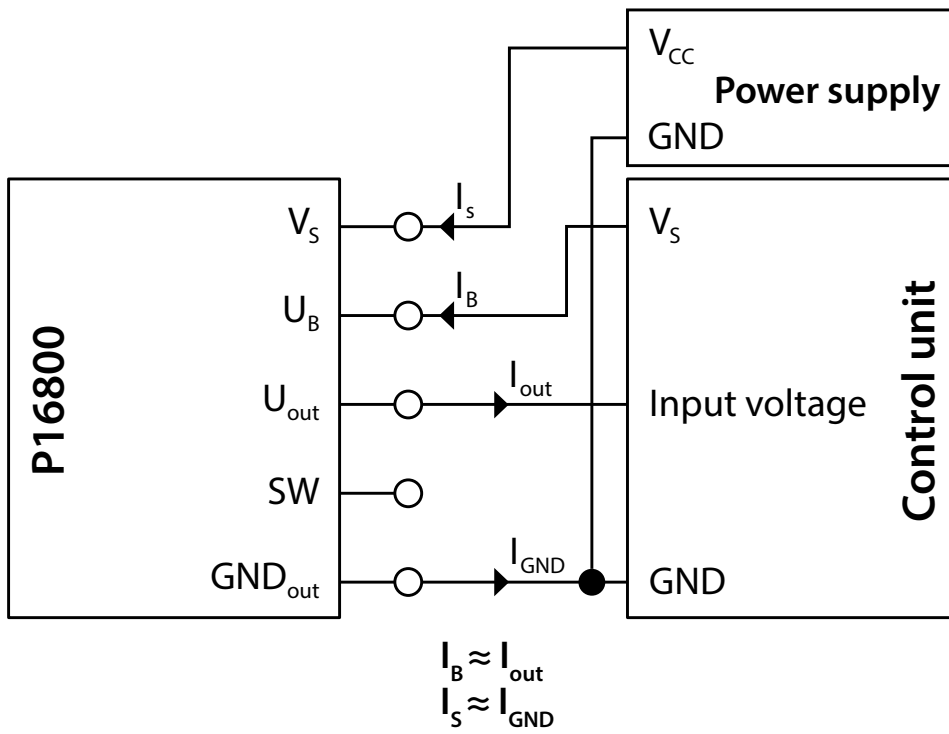 V_CC
Power supply
GND
P16800
V_S
I_s
V_S
U_B
I_B
Control unit
U_out
I_out
Input voltage
SW
GND_out
I_GND
GND
I_B ≈ I_out
I_S ≈ I_GND